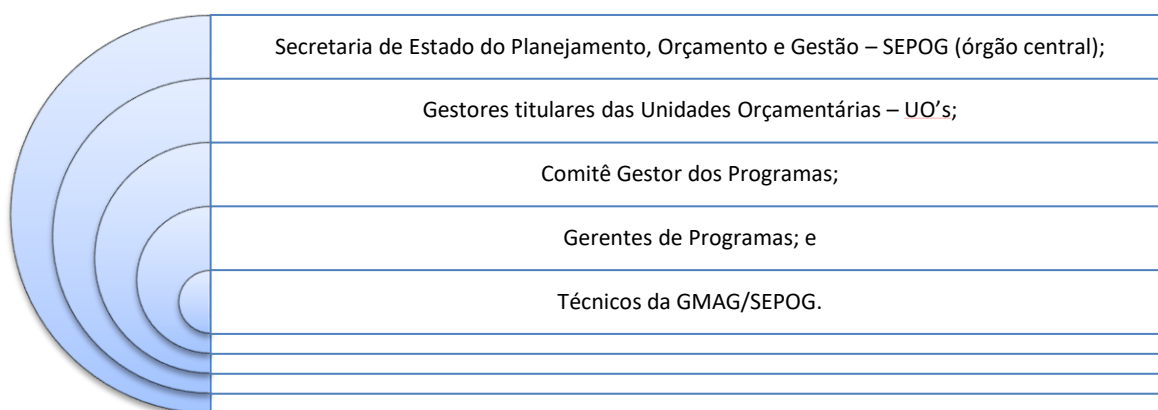 Secretaria de Estado do Planejamento, Orçamento e Gestão – SEPOG (órgão central);
Gestores titulares das Unidades Orçamentárias – UO’s;
Comitê Gestor dos Programas;
Gerentes de Programas; e
Técnicos da GMAG/SEPOG.